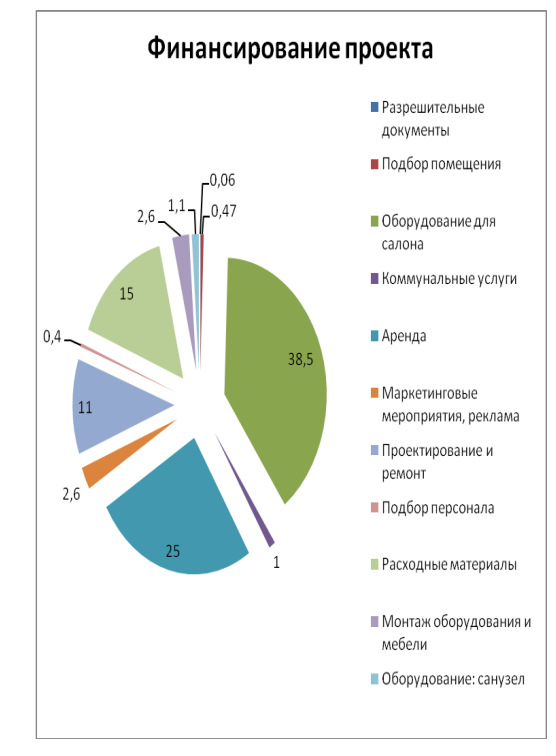 Финансирование проекта
Разрешительные
документы
Подбор помещения
Оборудование для
салона
Коммунальные услуги
Аренда
Маркетинговые
мероприятия, реклама
Проектирование и
ремонт
Подбор персонала
Расходные материалы
Монтаж оборудования и
мебели
Оборудование: санузел
0,06
0,47
38,5
1
25
2,6
11
0,4
15
2,6
1,1